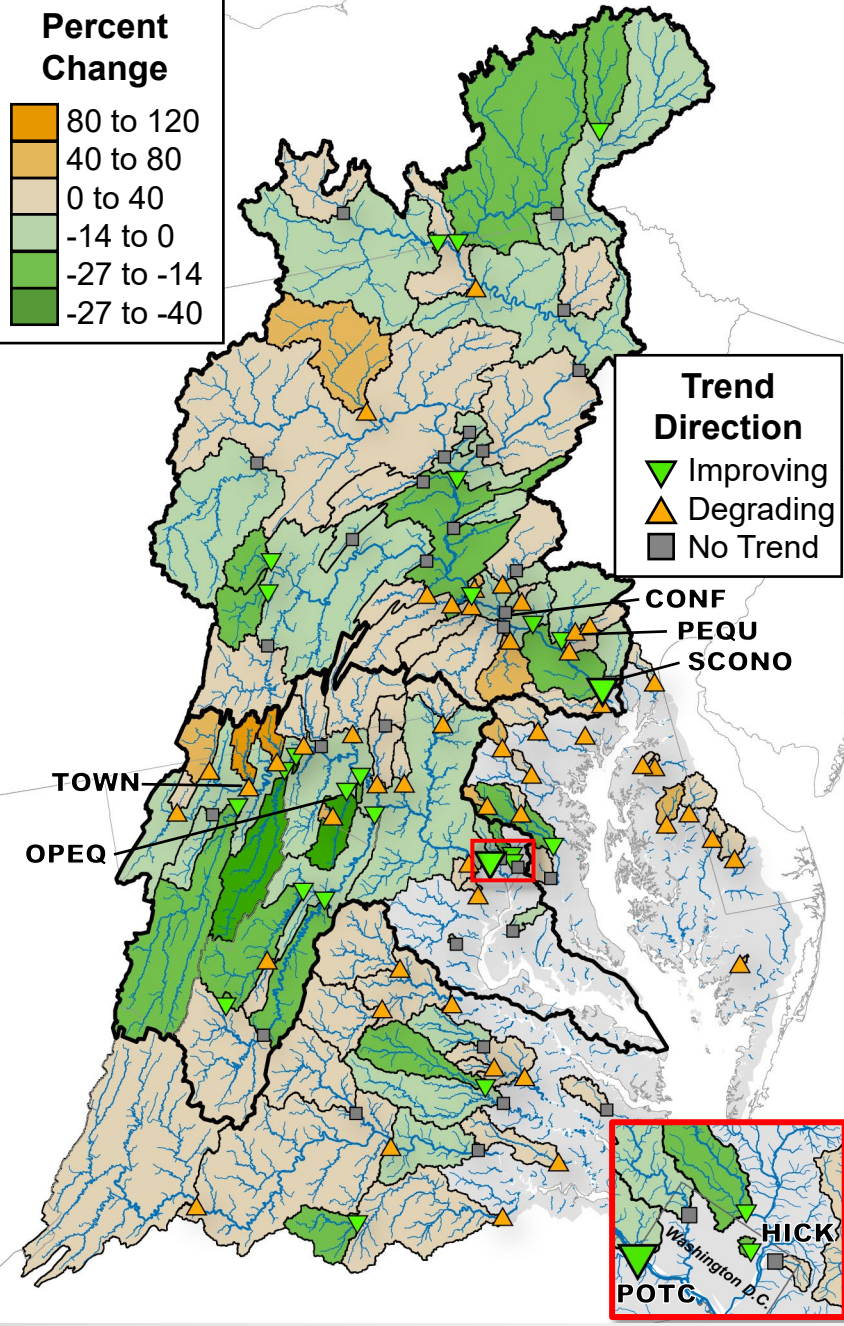 Percent
Change
80 to 120
40 to 80
0 to 40
-14 to 0
-27 to -14
-27 to -40
Trend
Direction
Improving
Degrading
No Trend
CONF
PEQU
SCONO
TOWN
OPEQ
HICK
Washington D.C.
POTC